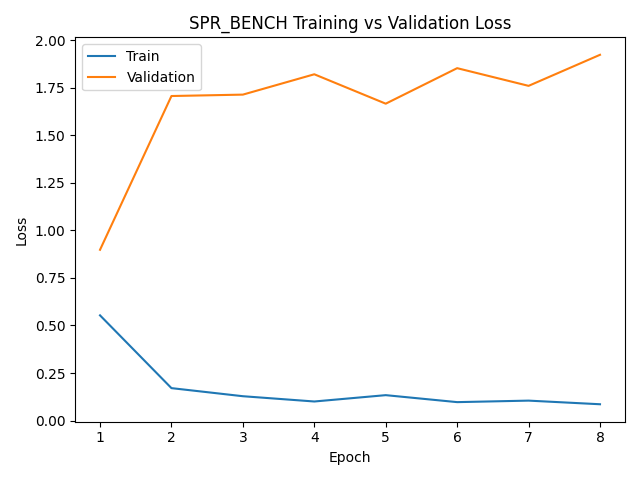 SPR_BENCH Training vs Validation Loss
Train
Validation
2.00
1.75
1.50
1.25
1.00
0.75
0.50
0.25
0.00
Loss
1 2 3 4 5 6 7 8
Epoch